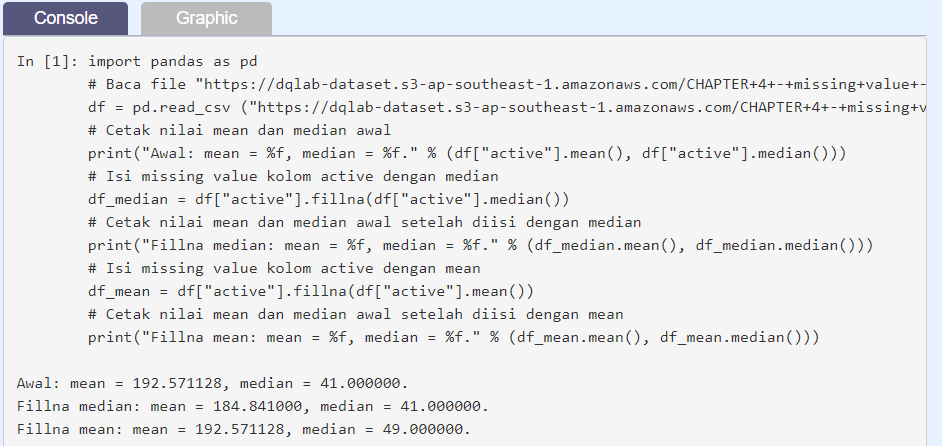 Console
Graphic
In [1]: import pandas as pd
# Baca file "https://dqlab-dataset.s3-ap-southeast-1.amazonaws.com/CHAPTER+4+-+missing+value+-
df = pd.read_csv ("https://dqlab-dataset.s3-ap-southeast-1.amazonaws.com/CHAPTER+4+-+missing+v
# Cetak nilai mean dan median awal
print("Awal: mean = %f, median = %f." % (df["active"].mean(), df["active"].median()))
# Isi missing value kolom active dengan median
df_median = df["active"].fillna(df["active"].median())
# Cetak nilai mean dan median awal setelah diisi dengan median
print("Fillna median: mean = %f, median = %f." % (df_median.mean(), df_median.median()))
# Isi missing value kolom active dengan mean
df_mean = df["active"].fillna(df["active"].mean())
# Cetak nilai mean dan median awal setelah diisi dengan mean
print("Fillna mean: mean = %f, median = %f." % (df_mean.mean(), df_mean.median()))
Awal: mean = 192.571128, median = 41.000000.
Fillna median: mean = 184.841000, median = 41.000000.
Fillna mean: mean = 192.571128, median = 49.000000.